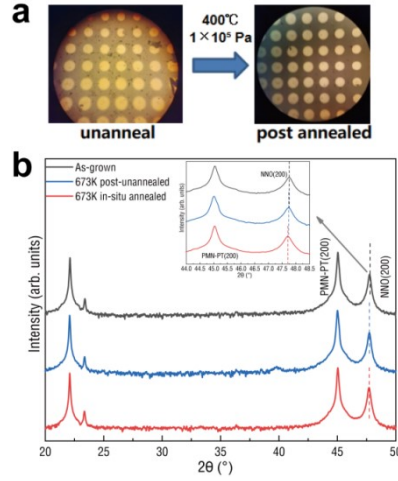 a
400℃
1×10⁵ Pa
unanneal
post annealed
b
As-grown
673K post-unannealed
673K in-situ annealed
Intensity (arb. units)
NNO(200)
PMN-PT(200)
44.0 44.5 45.0 45.5 46.0 46.5 47.0 47.5 48.0 48.5
2θ (°)
PMN-PT(200)
NNO(200)
Intensity (arb. units)
20 25 30 35 40 45 50
2θ (°)